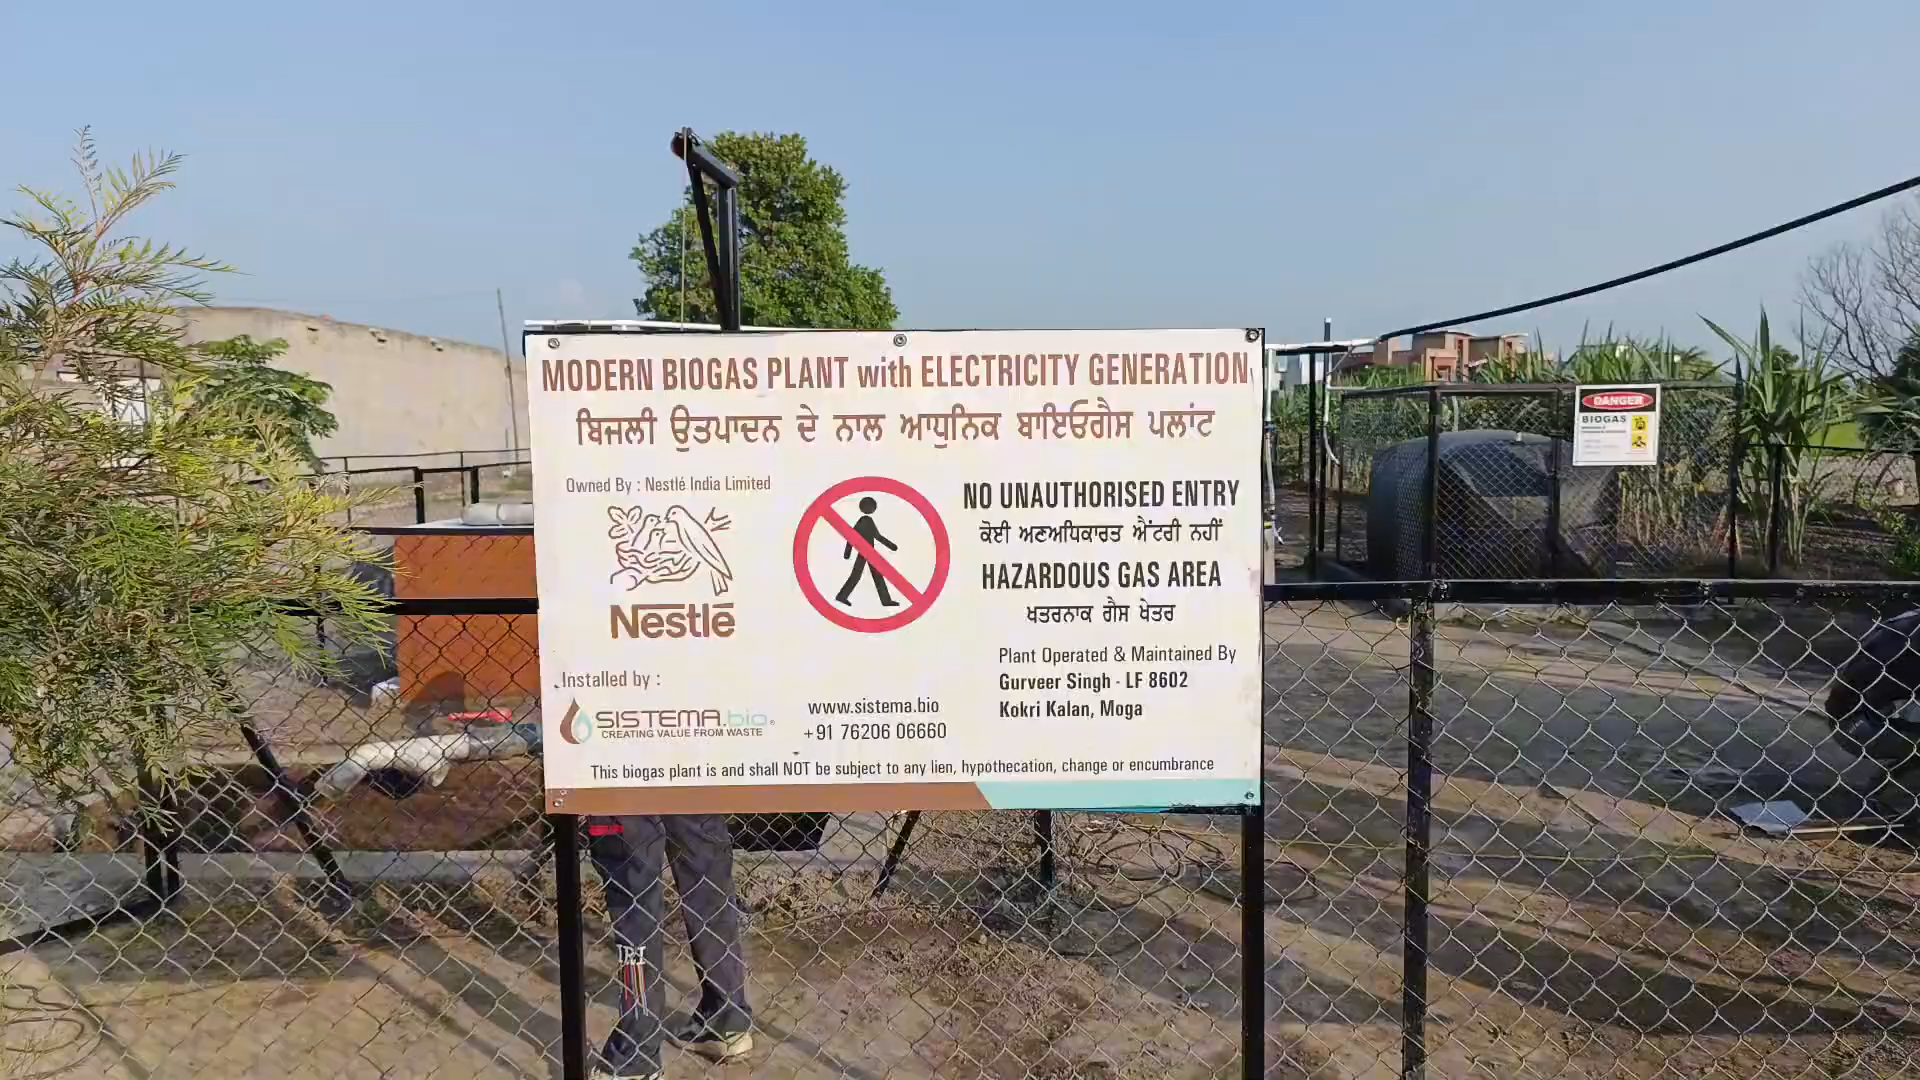 MODERN BIOGAS PLANT with ELECTRICITY GENERATION
ਬਿਜਲੀ ਉਤਪਾਦਨ ਦੇ ਨਾਲ ਆਧੁਨਿਕ ਬਾਇਓਗੈਸ ਪਲਾਂਟ
Owned By : Nestlé India Limited
Nestlé
NO UNAUTHORISED ENTRY
ਕੋਈ ਅਣਅਧਿਕਾਰਤ ਐਂਟਰੀ ਨਹੀਂ
HAZARDOUS GAS AREA
ਖਤਰਨਾਕ ਗੈਸ ਖੇਤਰ
Plant Operated & Maintained By
Gurveer Singh - LF 8602
Kokri Kalan, Moga
Installed by :
SISTEMA.bio®
CREATING VALUE FROM WASTE
www.sistema.bio
+91 76206 06660
This biogas plant is and shall NOT be subject to any lien, hypothecation, change or encumbrance
DANGER
BIOGAS